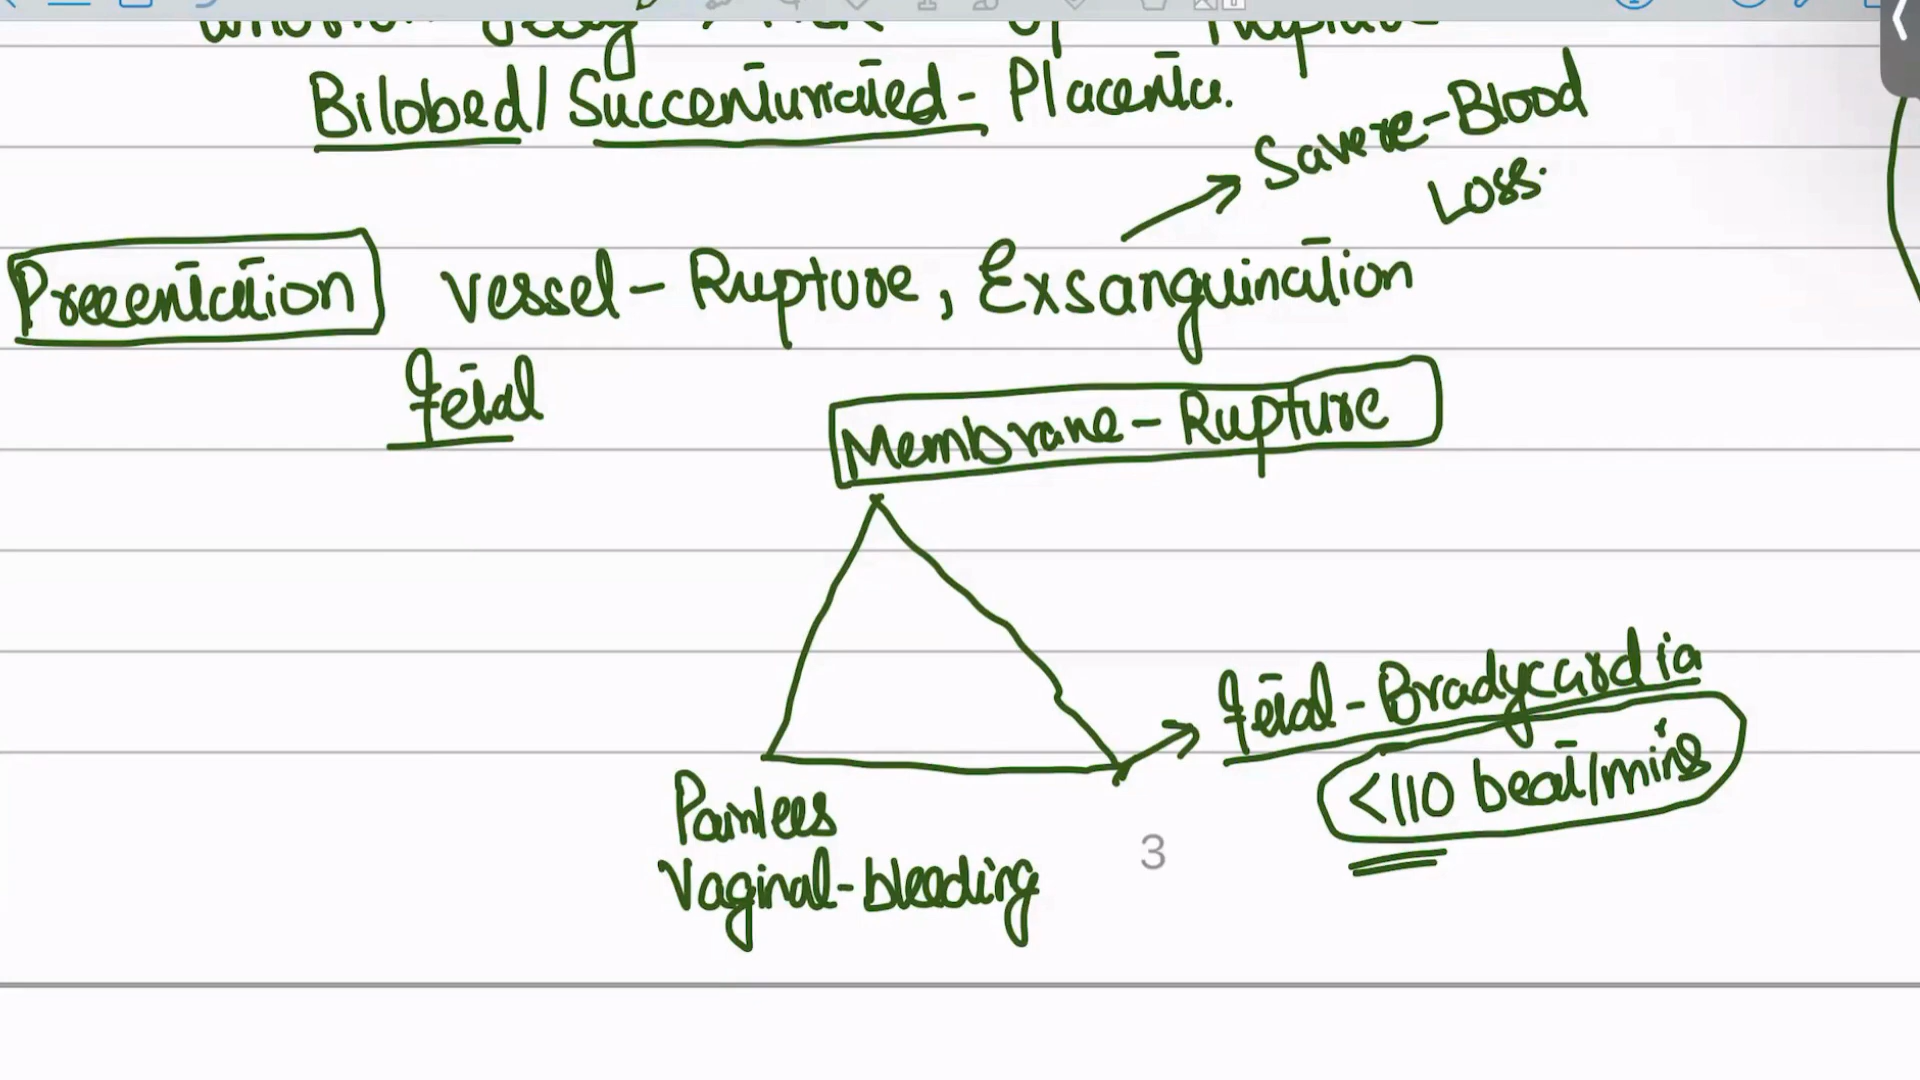 Bilobed/ Succenturiated - Placenta.
Savere-Blood
Loss.
Presentation vessel - Rupture, Exsanguination
fetal
Membrane - Rupture
fetal - Bradycardia
<110 beat/mins
Painless
Vaginal - bleeding
3